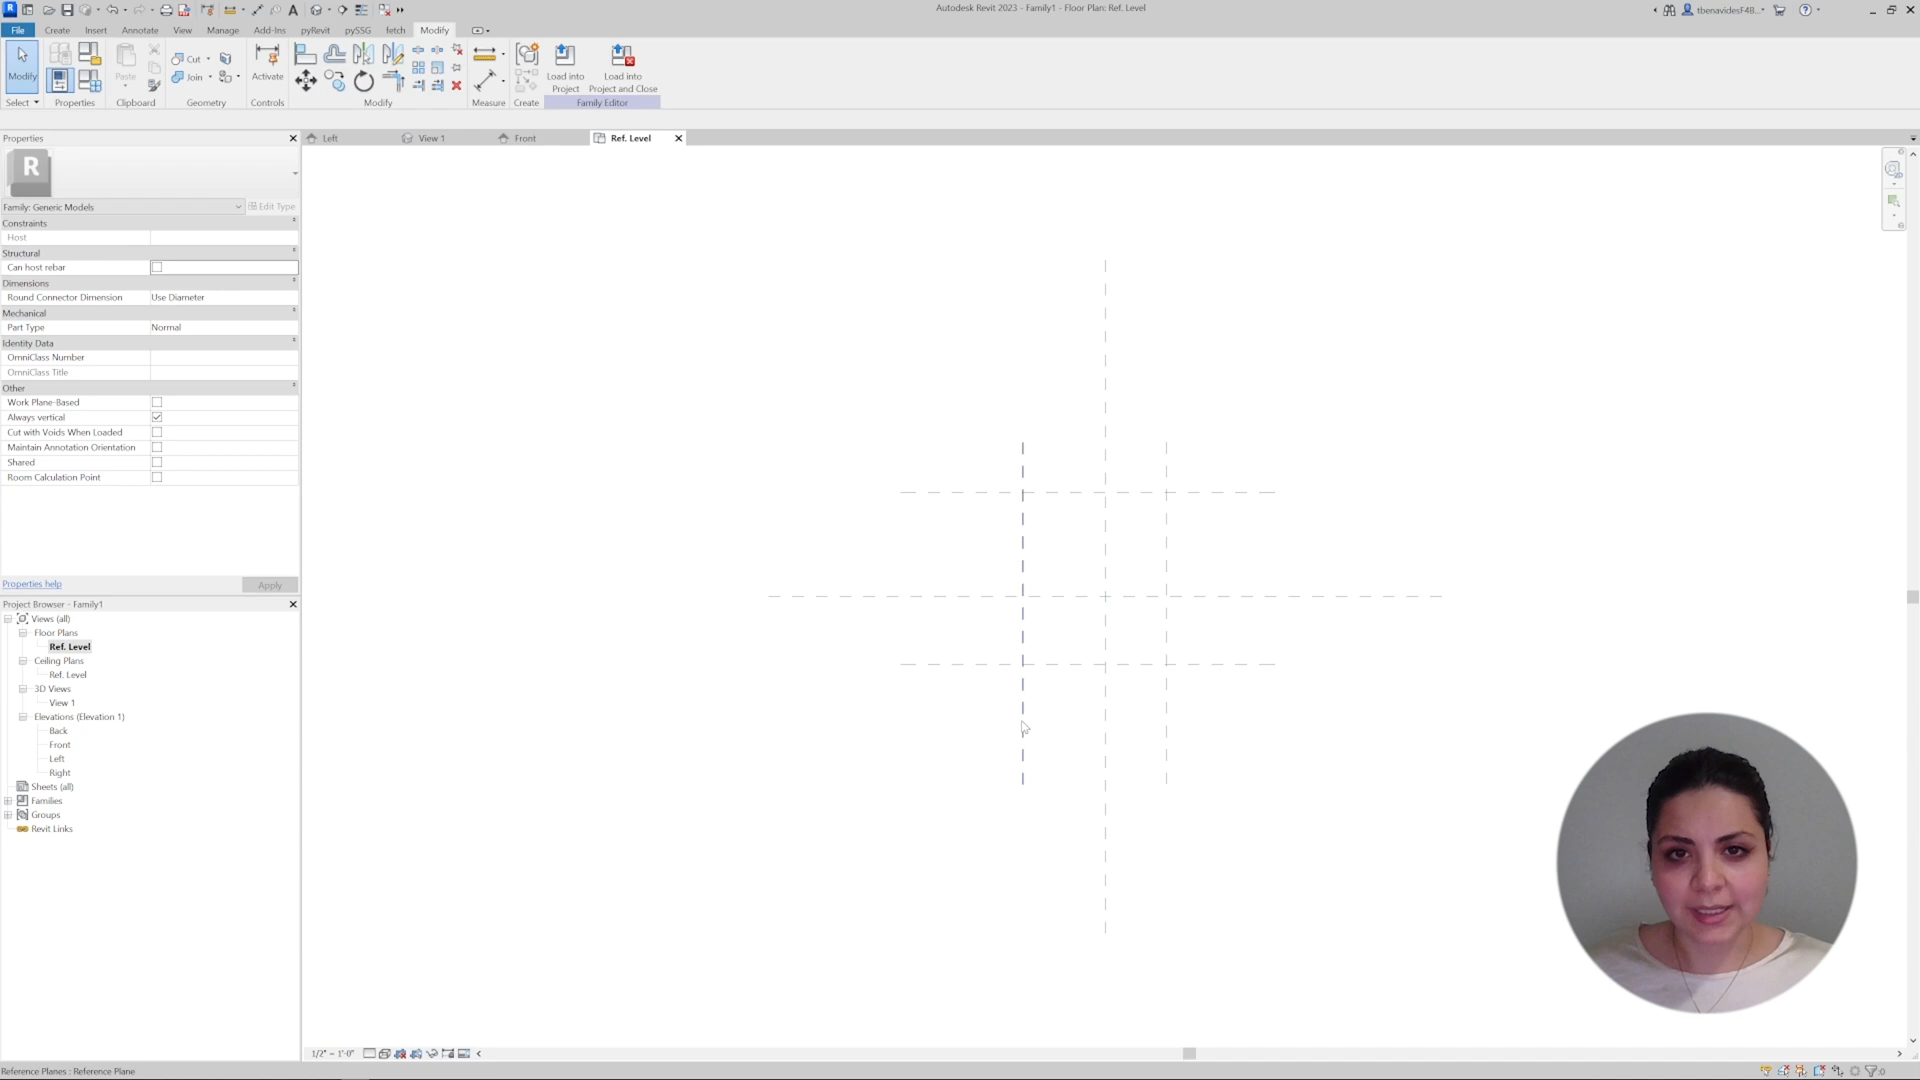 Autodesk Revit 2023 - Family1 - Floor Plan: Ref. Level
tbenavidesF4B...
File
Create
Insert
Annotate
View
Manage
Add-Ins
pyRevit
pySSG
fetch
Modify
Modify
Paste
Cut
Join
Activate
Load into
Project
Load into
Project and Close
Select
Properties
Clipboard
Geometry
Controls
Modify
Measure
Create
Family Editor
Properties
Left
View 1
Front
Ref. Level
R
Family: Generic Models
Edit Type
Constraints
Host
Structural
Can host rebar
Dimensions
Round Connector Dimension
Use Diameter
Mechanical
Part Type
Normal
Identity Data
OmniClass Number
OmniClass Title
Other
Work Plane-Based
Always vertical
Cut with Voids When Loaded
Maintain Annotation Orientation
Shared
Room Calculation Point
Properties help
Apply
Project Browser - Family1
Views (all)
Floor Plans
Ref. Level
Ceiling Plans
Ref. Level
3D Views
View 1
Elevations (Elevation 1)
Back
Front
Left
Right
Sheets (all)
Families
Groups
Revit Links
1/2" = 1'-0"
Reference Planes : Reference Plane
:0